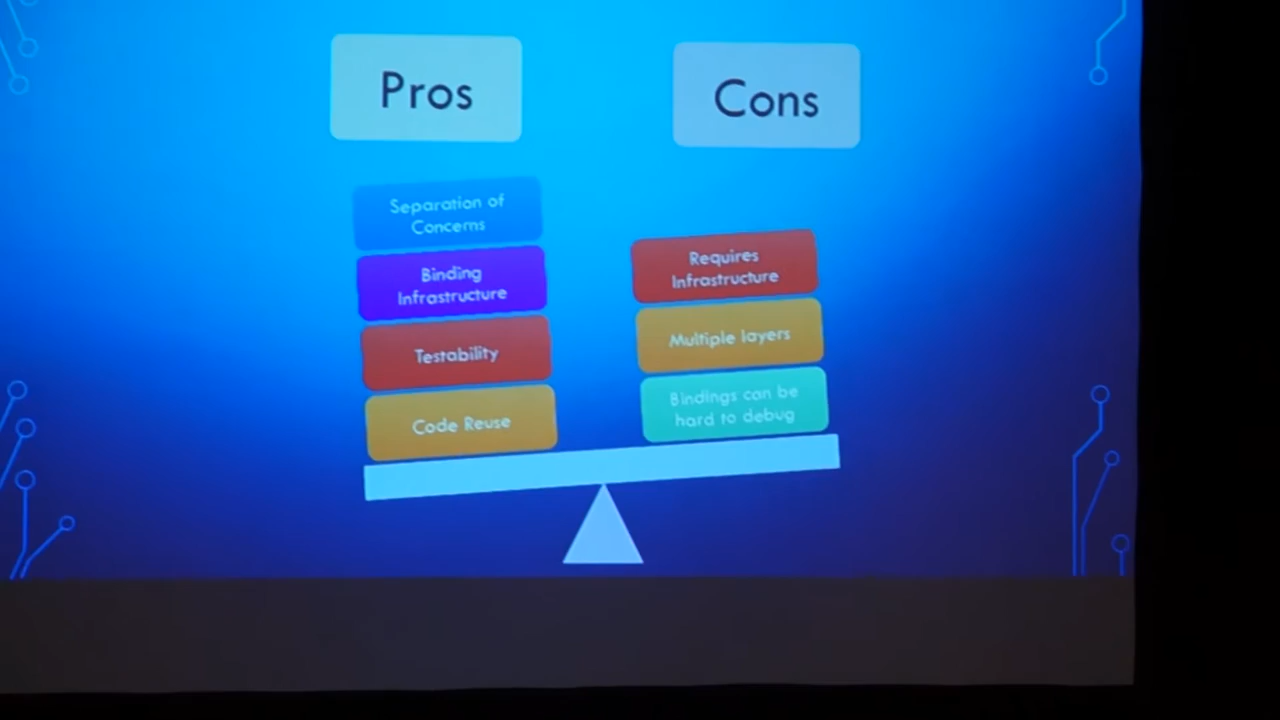 Pros
Cons
Separation of
Concerns
Binding
Infrastructure
Testability
Code Reuse
Requires
Infrastructure
Multiple layers
Bindings can be
hard to debug